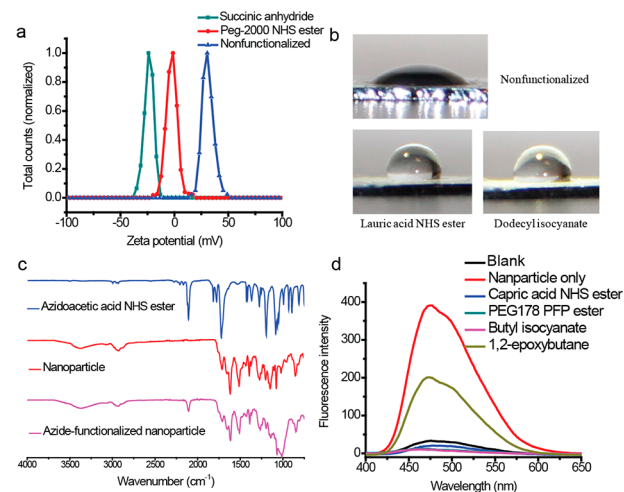 a
Succinic anhydride
Peg-2000 NHS ester
Nonfunctionalized
Total counts (normalized)
1.0
0.8
0.6
0.4
0.2
0.0
-100 -50 0 50 100
Zeta potential (mV)
b
Nonfunctionalized
Lauric acid NHS ester
Dodecyl isocyanate
c
Azidoacetic acid NHS ester
Nanoparticle
Azide-functionalized nanoparticle
4000 3500 3000 2500 2000 1500 1000
Wavenumber (cm-1)
d
Blank
Nanparticle only
Capric acid NHS ester
PEG178 PFP ester
Butyl isocyanate
1,2-epoxybutane
Fluorescence intensity
400
300
200
100
0
400 450 500 550 600 650
Wavelength (nm)